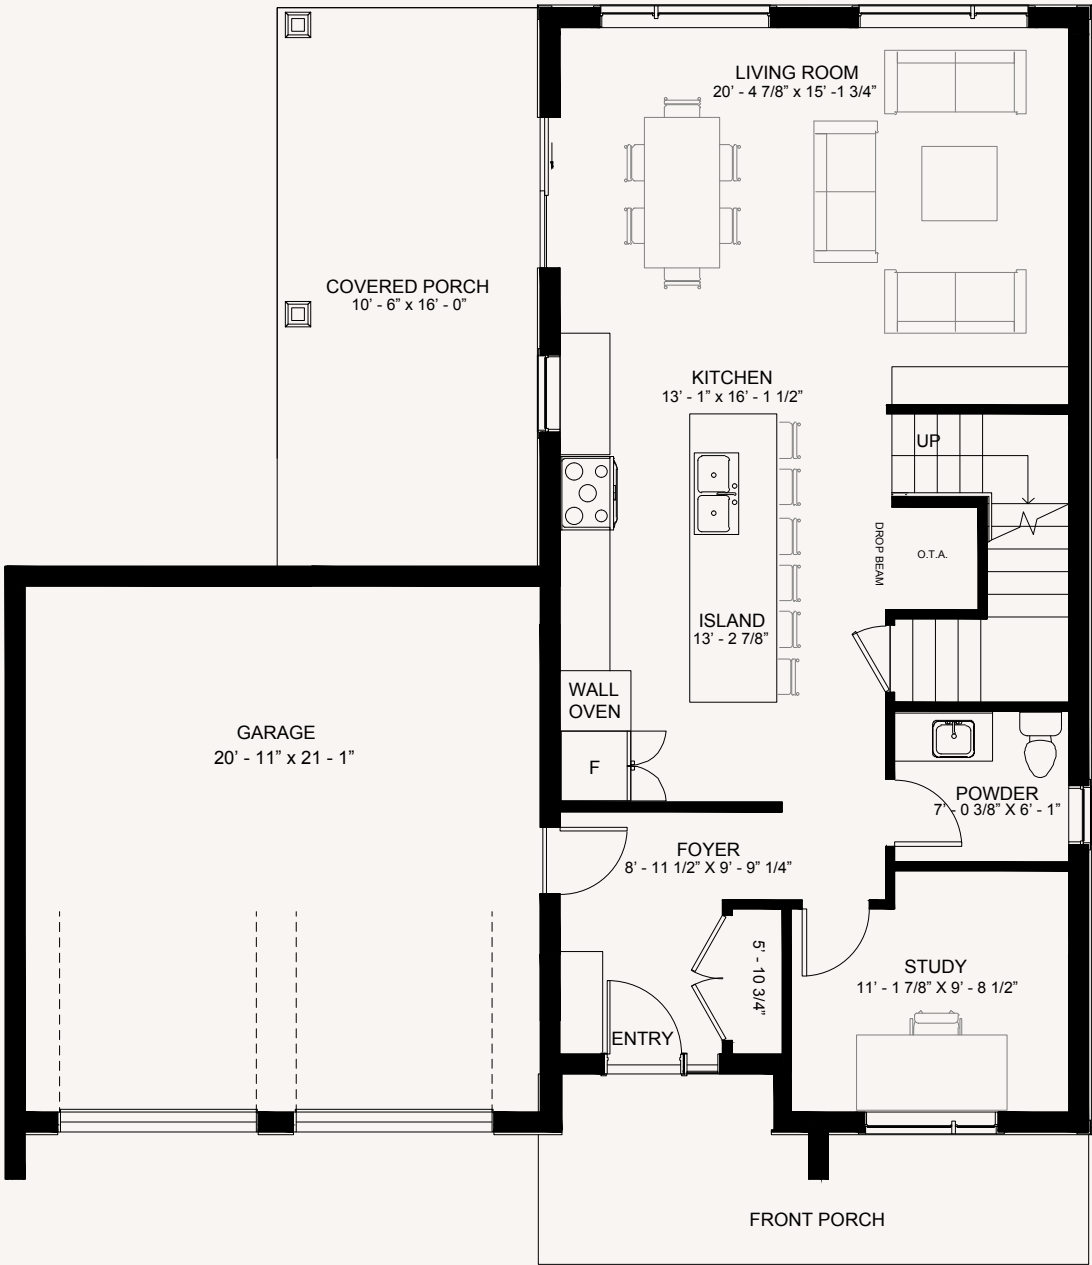 LIVING ROOM
20' - 4 7/8” x 15' -1 3/4”
COVERED PORCH
10' - 6” x 16' - 0”
KITCHEN
13' - 1” x 16' - 1 1/2”
UP
DROP BEAM
O.T.A.
ISLAND
13' - 2 7/8”
WALL
OVEN
F
GARAGE
20' - 11” x 21 - 1”
POWDER
7' - 0 3/8” X 6' - 1”
FOYER
8' - 11 1/2” X 9' - 9” 1/4”
5' - 10 3/4”
STUDY
11' - 1 7/8” X 9' - 8 1/2”
ENTRY
FRONT PORCH